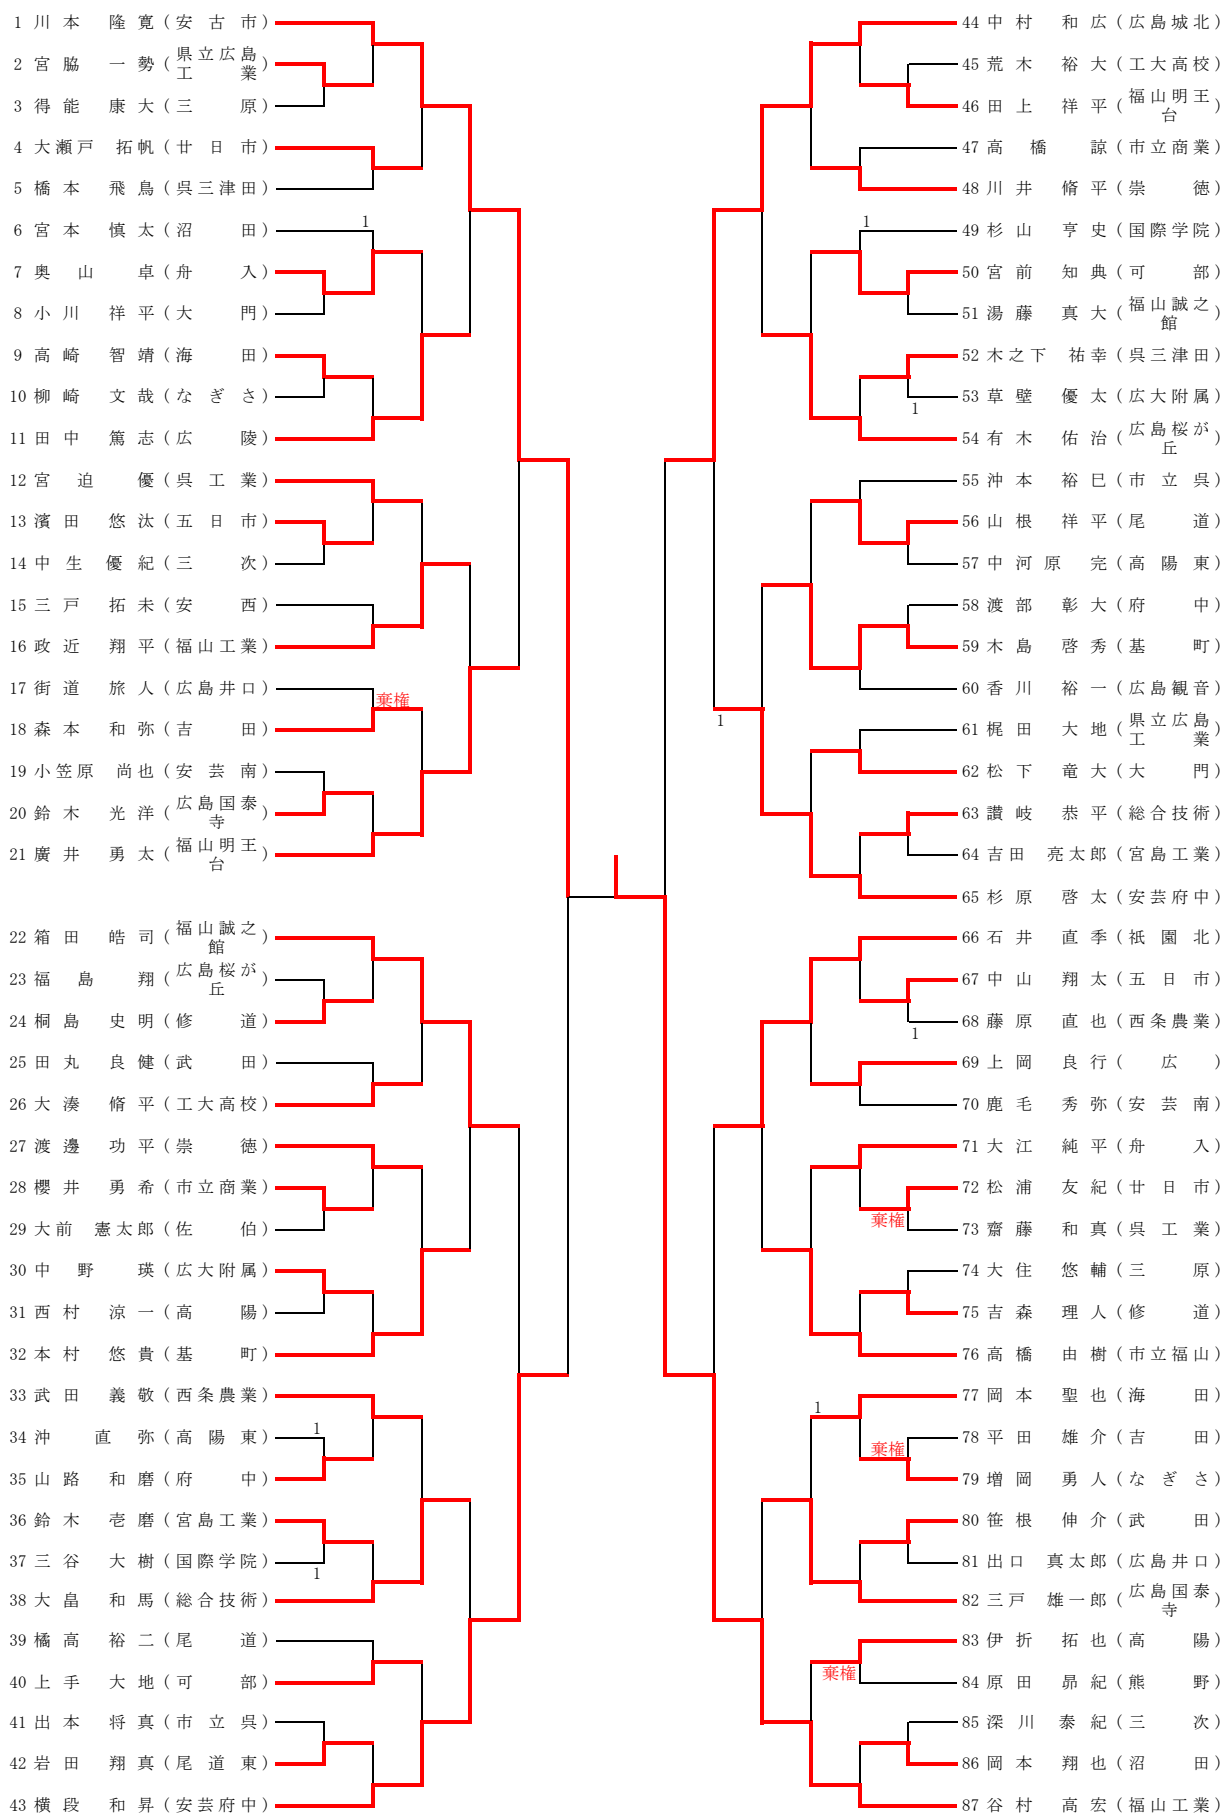 1 川本 隆寛（安古市）
2 宮脇 一勢（県立広島工業）
3 得能 康大（三原）
4 大瀬戸 拓帆（廿日市）
5 橋本 飛鳥（呉三津田）
6 宮本 慎太（沼田）
1
7 奥山 卓（舟入）
8 小川 祥平（大門）
9 高崎 智靖（海田）
10 柳崎 文哉（なぎさ）
11 田中 篤志（広陵）
12 宮迫 優（呉工業）
13 濱田 悠汰（五日市）
14 中生 優紀（三次）
15 三戸 拓未（安西）
16 政近 翔平（福山工業）
17 街道 旅人（広島井口）
棄権
18 森本 和弥（吉田）
19 小笠原 尚也（安芸南）
20 鈴木 光洋（広島国泰寺）
21 廣井 勇太（福山明王台）
22 箱田 皓司（福山誠之館）
23 福島 翔（広島桜が丘）
24 桐島 史明（修道）
25 田丸 良健（武田）
26 大湊 脩平（工大高校）
27 渡邊 功平（崇徳）
28 櫻井 勇希（市立商業）
29 大前 憲太郎（佐伯）
30 中野 瑛（広大附属）
31 西村 涼一（高陽）
32 本村 悠貴（基町）
33 武田 義敬（西条農業）
34 沖 直弥（高陽東）
1
35 山路 和磨（府中）
36 鈴木 壱磨（宮島工業）
37 三谷 大樹（国際学院）
1
38 大畠 和馬（総合技術）
39 橘高 裕二（尾道）
40 上手 大地（可部）
41 出本 将真（市立呉）
42 岩田 翔真（尾道東）
43 横段 和昇（安芸府中）
44 中村 和広（広島城北）
45 荒木 裕大（工大高校）
46 田上 祥平（福山明王台）
47 高橋 諒（市立商業）
48 川井 脩平（崇徳）
1
49 杉山 亨史（国際学院）
50 宮前 知典（可部）
51 湯藤 真大（福山誠之館）
52 木之下 祐幸（呉三津田）
53 草壁 優太（広大附属）
1
54 有木 佑治（広島桜が丘）
55 沖本 裕巳（市立呉）
56 山根 祥平（尾道）
57 中河原 完（高陽東）
58 渡部 彰大（府中）
59 木島 啓秀（基町）
60 香川 裕一（広島観音）
1
61 梶田 大地（県立広島工業）
62 松下 竜大（大門）
63 讃岐 恭平（総合技術）
64 吉田 亮太郎（宮島工業）
65 杉原 啓太（安芸府中）
66 石井 直季（祇園北）
67 中山 翔太（五日市）
68 藤原 直也（西条農業）
1
69 上岡 良行（広）
70 鹿毛 秀弥（安芸南）
71 大江 純平（舟入）
72 松浦 友紀（廿日市）
棄権
73 齋藤 和真（呉工業）
74 大住 悠輔（三原）
75 吉森 理人（修道）
76 高橋 由樹（市立福山）
77 岡本 聖也（海田）
1
78 平田 雄介（吉田）
棄権
79 増岡 勇人（なぎさ）
80 笹根 伸介（武田）
81 出口 真太郎（広島井口）
82 三戸 雄一郎（広島国泰寺）
83 伊折 拓也（高陽）
棄権
84 原田 昴紀（熊野）
85 深川 泰紀（三次）
86 岡本 翔也（沼田）
87 谷村 高宏（福山工業）